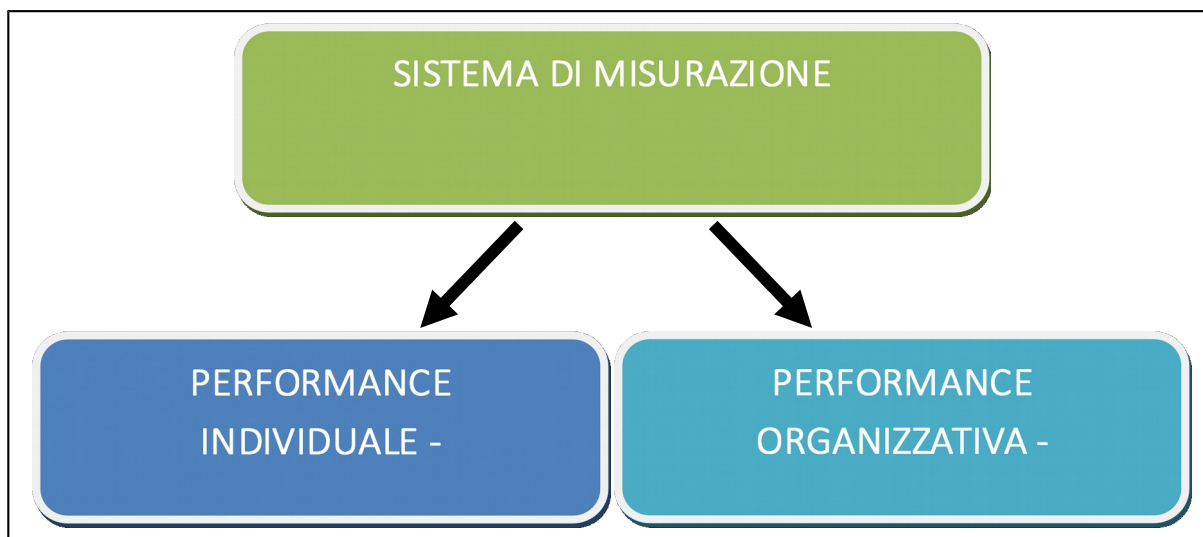 SISTEMA DI MISURAZIONE
PERFORMANCE
INDIVIDUALE -
PERFORMANCE
ORGANIZZATIVA -